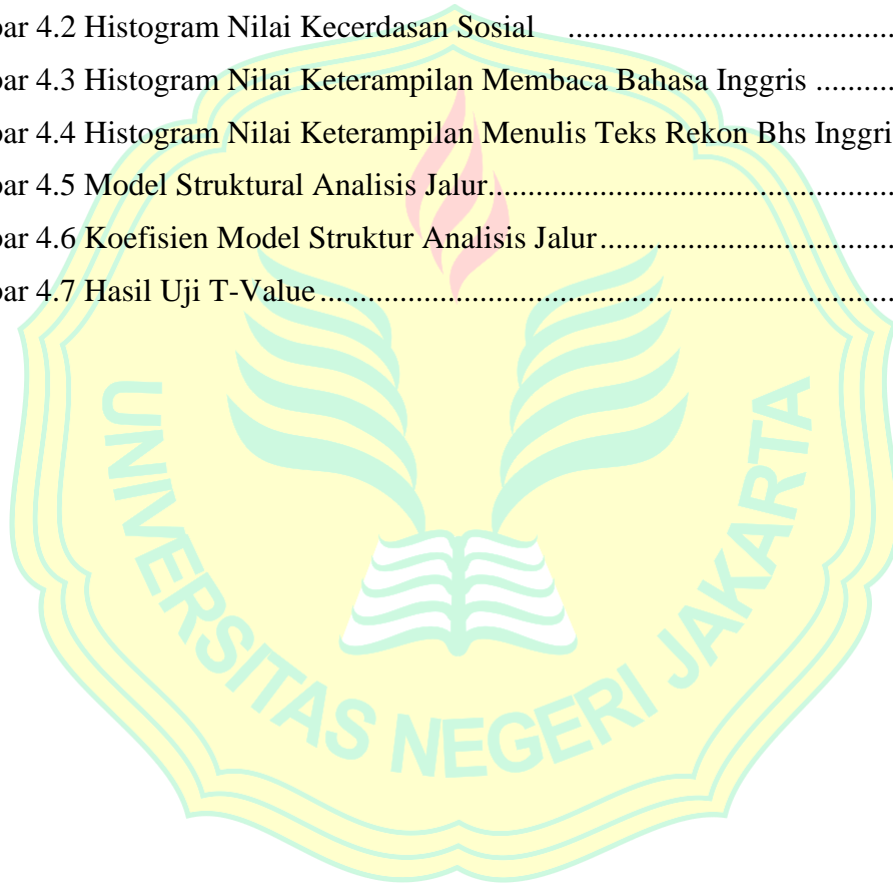 bar 4.2 Histogram Nilai Kecerdasan Sosial ...................................
bar 4.3 Histogram Nilai Keterampilan Membaca Bahasa Inggris .........
bar 4.4 Histogram Nilai Keterampilan Menulis Teks Rekon Bhs Inggri
bar 4.5 Model Struktural Analisis Jalur...........................................
bar 4.6 Koefisien Model Struktur Analisis Jalur...............................
bar 4.7 Hasil Uji T-Value.............................................................
UNIVERSITAS NEGERI JAKARTA